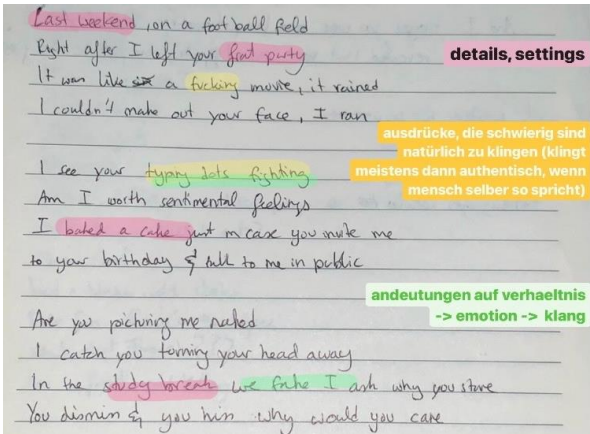 Last weekend, on a football field
Right after I left your frat party
details, settings
It was like a fucking movie, it rained
I couldn't make out your face, I ran
ausdrücke, die schwierig sind
natürlich zu klingen (klingt
meistens dann authentisch, wenn
mensch selber so spricht)
I see your typing dots fighting
Am I worth sentimental feelings
I baked a cake just in case you invite me
to your birthday & talk to me in public
andeutungen auf verhaeltnis
-> emotion -> klang
Are you picturing me naked
I catch you turning your head away
In the study break we fake I ask why you stare
You dismiss & you hiss why would you care